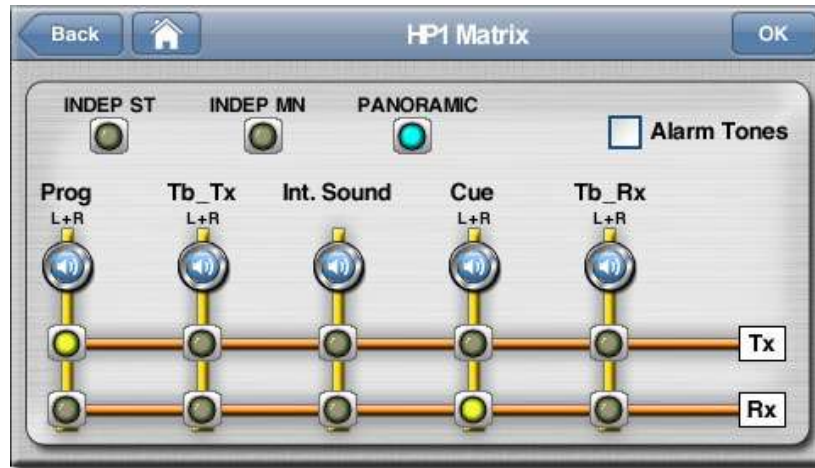 Back HP1 Matrix OK
INDEP ST INDEP MN PANORAMIC
Alarm Tones
Prog Tb_Tx Int. Sound Cue Tb_Rx
L+R L+R L+R L+R
Tx
Rx